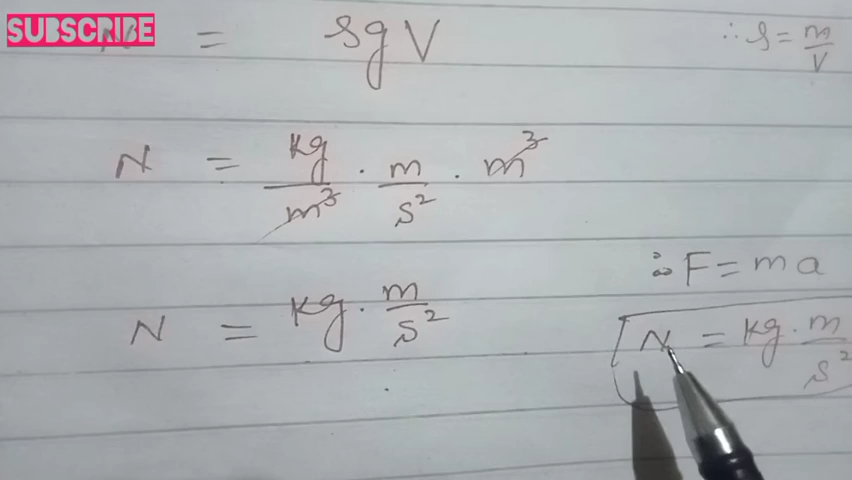 SUBSCRIBE
= ρgV ∴ρ = m/V
N = kg/m³ · m/s² · m³
∴ F = ma
N = kg · m/s²
N = kg · m/s²